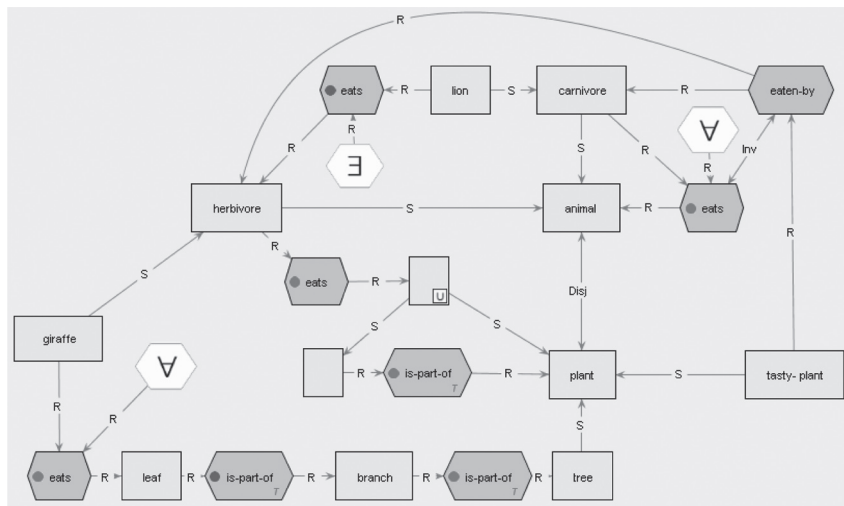 R
eats
R
lion
S
carnivore
R
eaten-by
R
R
∀
∃
S
R
R
Inv
herbivore
S
animal
R
eats
R
R
eats
R
∪
Disj
S
S
S
giraffe
∀
R
is-part-of
T
R
plant
S
tasty- plant
R
R
R
S
eats
R
leaf
R
is-part-of
T
R
branch
R
is-part-of
T
R
tree